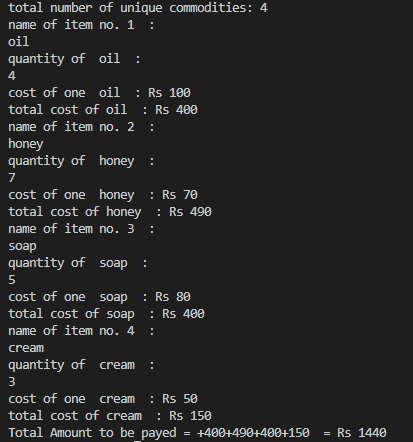 total number of unique commodities: 4
name of item no. 1  :
oil
quantity of  oil  :
4
cost of one  oil  : Rs 100
total cost of oil  : Rs 400
name of item no. 2  :
honey
quantity of  honey  :
7
cost of one  honey  : Rs 70
total cost of honey  : Rs 490
name of item no. 3  :
soap
quantity of  soap  :
5
cost of one  soap  : Rs 80
total cost of soap  : Rs 400
name of item no. 4  :
cream
quantity of  cream  :
3
cost of one  cream  : Rs 50
total cost of cream  : Rs 150
Total Amount to be payed = +400+490+400+150  = Rs 1440